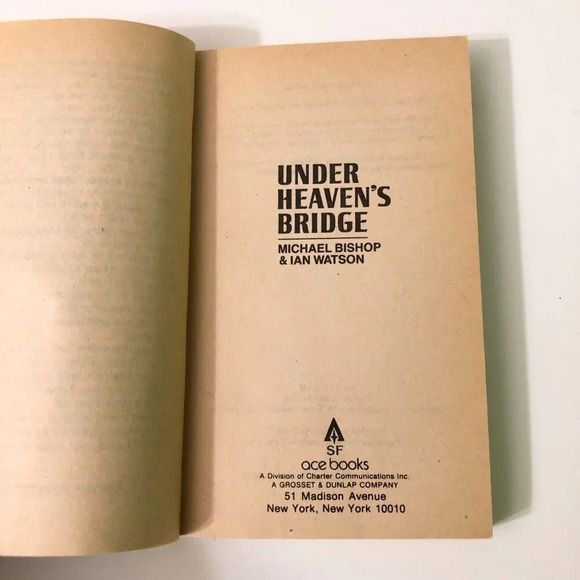 UNDER
HEAVEN'S
BRIDGE
MICHAEL BISHOP
& IAN WATSON
SF
ace books
A Division of Charter Communications Inc.
A GROSSET & DUNLAP COMPANY
51 Madison Avenue
New York, New York 10010